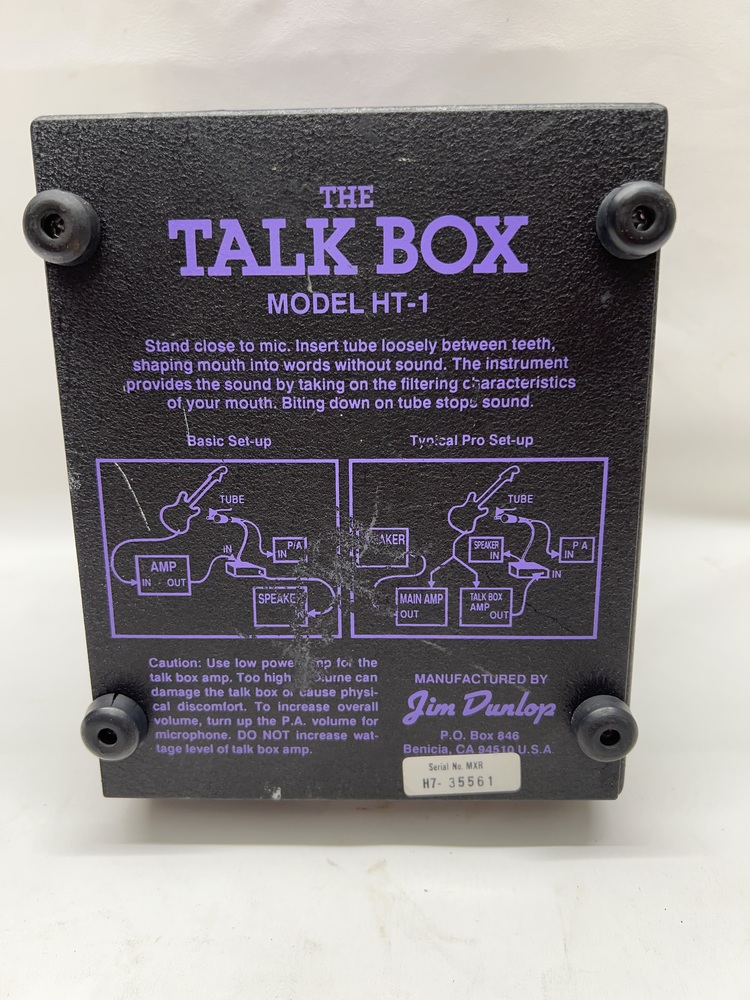 THE
TALK BOX
MODEL HT-1
Stand close to mic. Insert tube loosely between teeth,
shaping mouth into words without sound. The instrument
provides the sound by taking on the filtering characteristics
of your mouth. Biting down on tube stops sound.
Basic Set-up
TUBE
AMP
IN OUT
IN
P/A
IN
SPEAKER
IN
Typical Pro Set-up
TUBE
SPEAKER
IN
P/A
IN
IN
MAIN AMP
OUT
TALK BOX
AMP
OUT
Caution: Use low power amp for the
talk box amp. Too high volume can
damage the talk box or cause physi-
cal discomfort. To increase overall
volume, turn up the P.A. volume for
microphone. DO NOT increase wat-
tage level of talk box amp.
MANUFACTURED BY
Jim Dunlop
P.O. Box 846
Benicia, CA 94510 U.S.A.
Serial No. MXR
H7- 35561